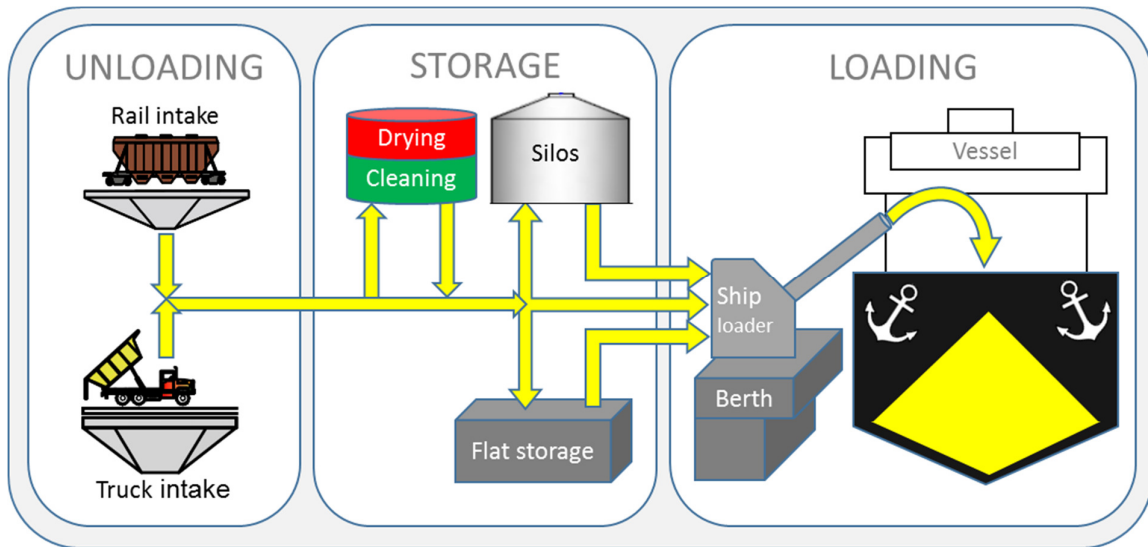 UNLOADING
Rail intake
Truck intake
STORAGE
Drying
Cleaning
Silos
Flat storage
LOADING
Vessel
Ship
loader
Berth